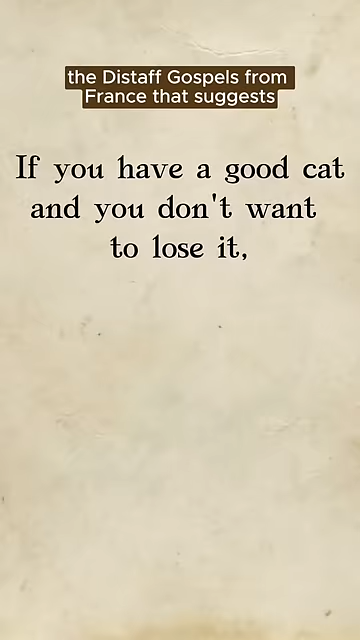 the Distaff Gospels from
France that suggests
If you have a good cat
and you don't want
to lose it,